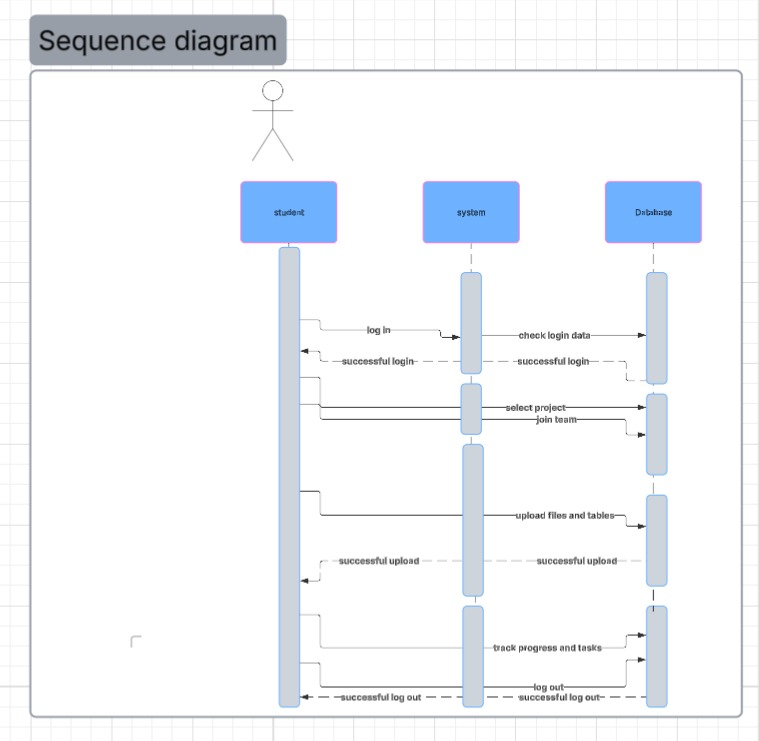 Sequence diagram
student
system
Database
log in
check login data
successful login
successful login
select project
join team
upload files and tables
successful upload
successful upload
track progress and tasks
log out
successful log out
successful log out